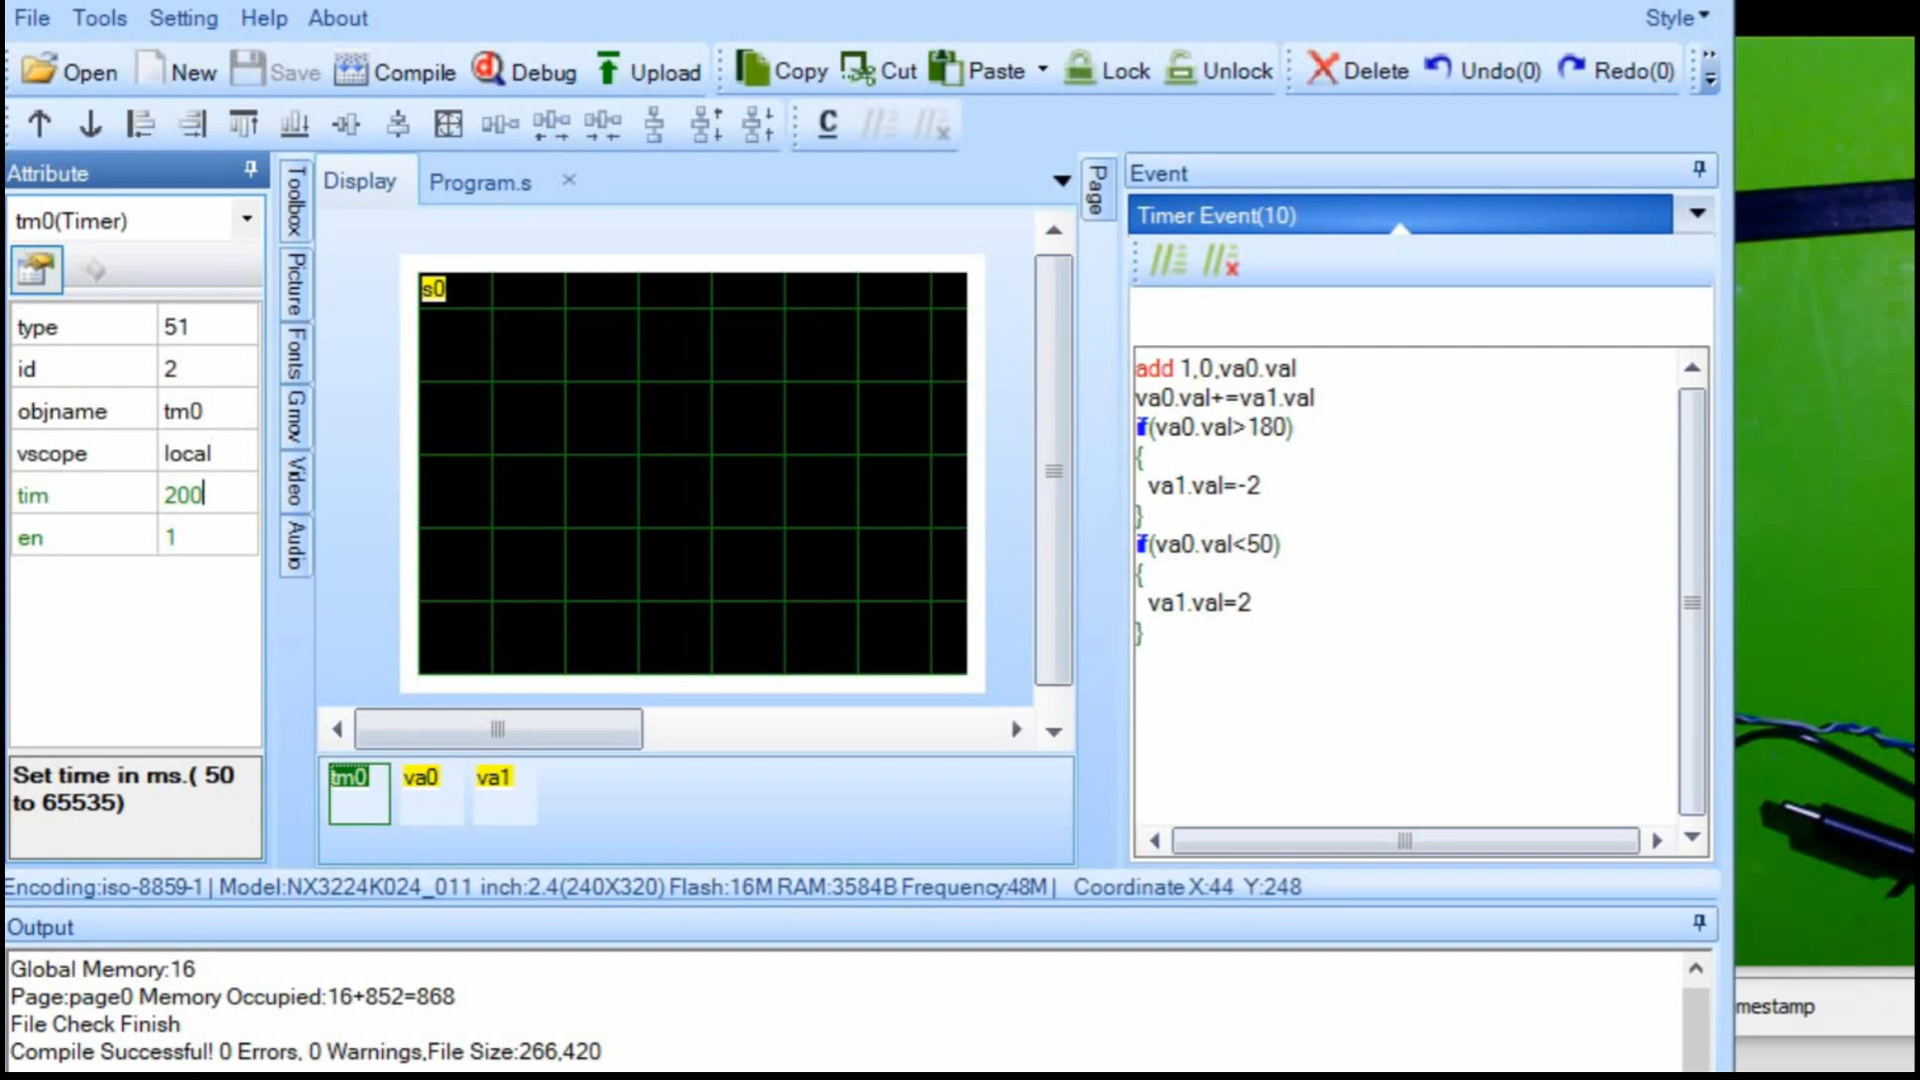 File Tools Setting Help About Style
Open New Save Compile Debug Upload Copy Cut Paste Lock Unlock Delete Undo(0) Redo(0)
C
Attribute
tm0(Timer)
type 51
id 2
objname tm0
vscope local
tim 200
en 1
Set time in ms.( 50
to 65535)
Toolbox
Picture
Fonts
Gmov
Video
Audio
Display Program.s
s0
tm0 va0 va1
Page
Event
Timer Event(10)
add 1,0,va0.val
va0.val+=va1.val
if(va0.val>180)
{
va1.val=-2
}
if(va0.val<50)
{
va1.val=2
}
Encoding:iso-8859-1 | Model:NX3224K024_011 inch:2.4(240X320) Flash:16M RAM:3584B Frequency:48M | Coordinate X:44 Y:248
Output
Global Memory:16
Page:page0 Memory Occupied:16+852=868
File Check Finish
Compile Successful! 0 Errors, 0 Warnings,File Size:266,420
mestamp